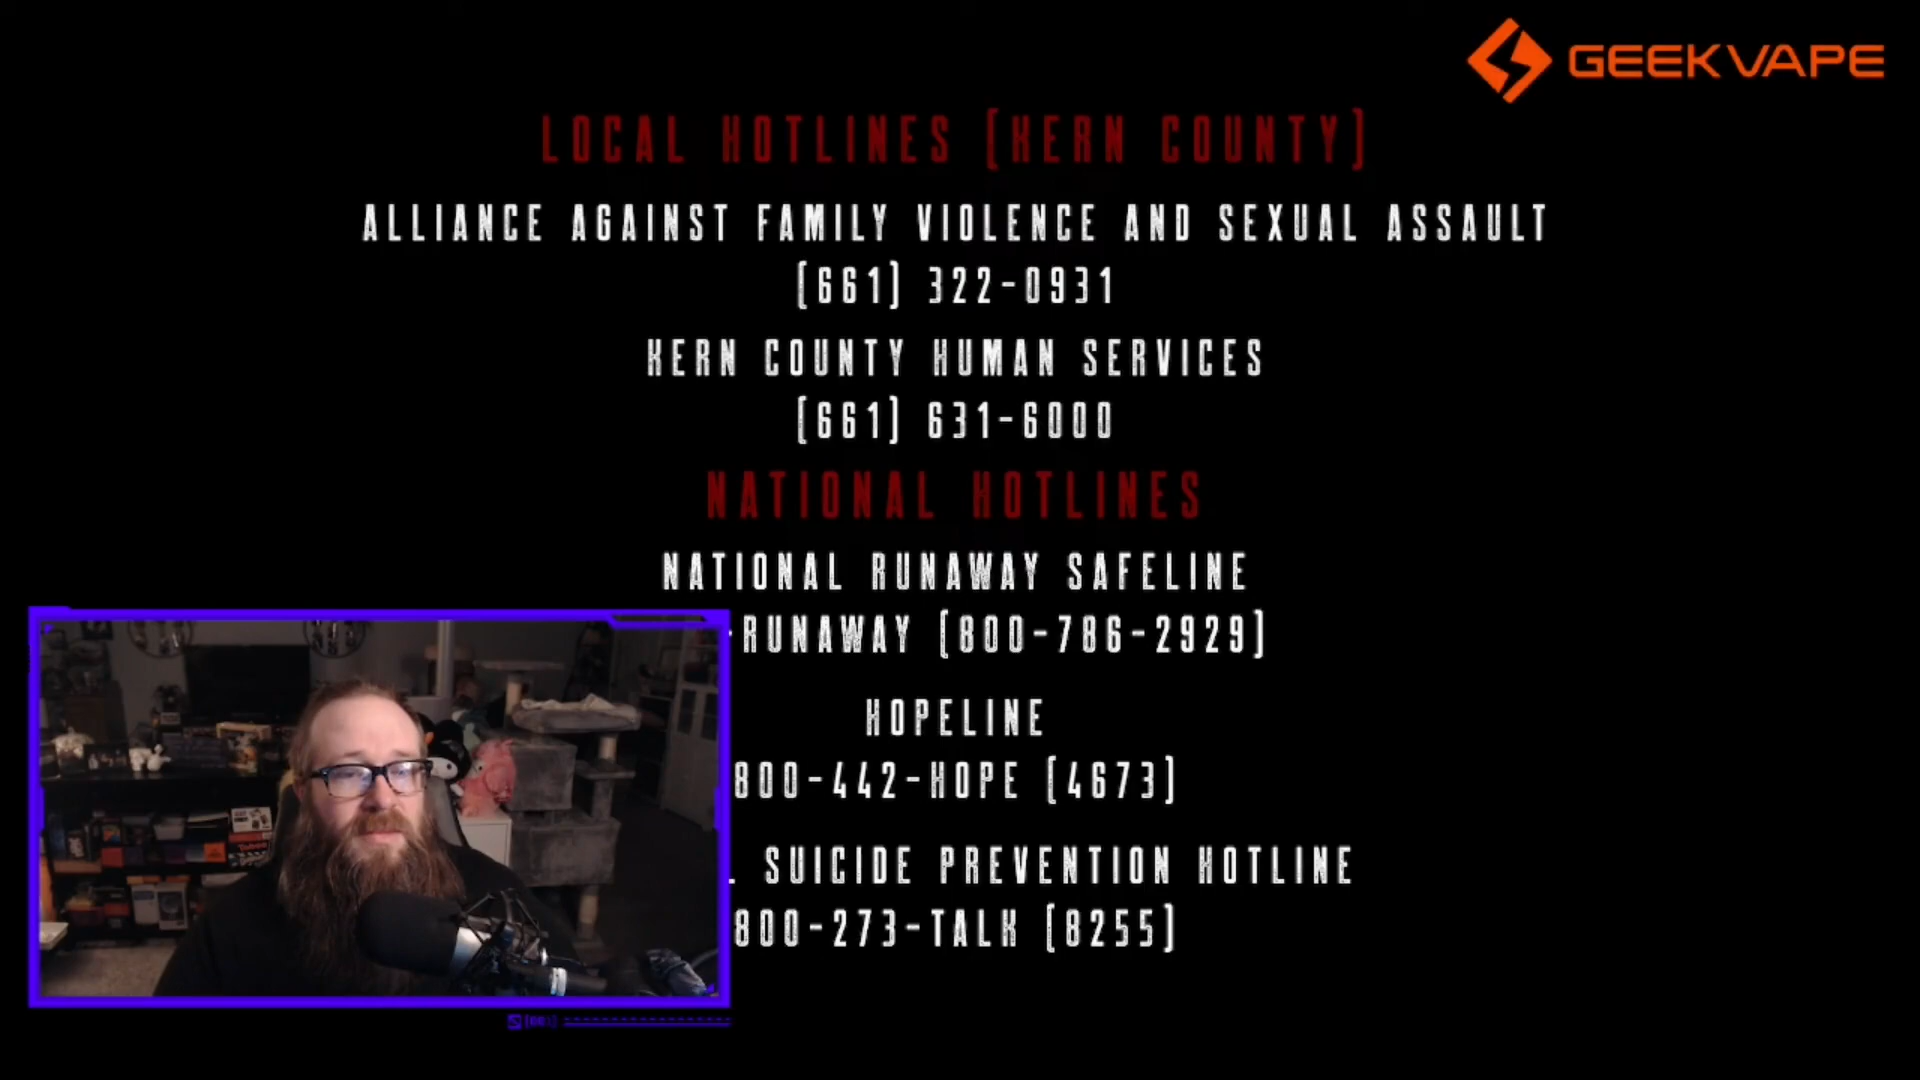 GEEKVAPE
LOCAL HOTLINES (KERN COUNTY)
ALLIANCE AGAINST FAMILY VIOLENCE AND SEXUAL ASSAULT
(661) 322-0931
KERN COUNTY HUMAN SERVICES
(661) 631-6000
NATIONAL HOTLINES
NATIONAL RUNAWAY SAFELINE
-RUNAWAY (800-786-2929)
HOPELINE
800-442-HOPE (4673)
. SUICIDE PREVENTION HOTLINE
800-273-TALK (8255)